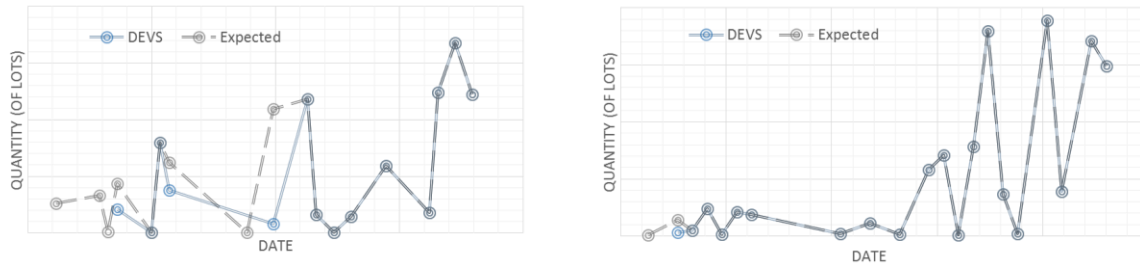 DEVS Expected
QUANTITY (OF LOTS)
DATE
DEVS Expected
QUANTITY (OF LOTS)
DATE